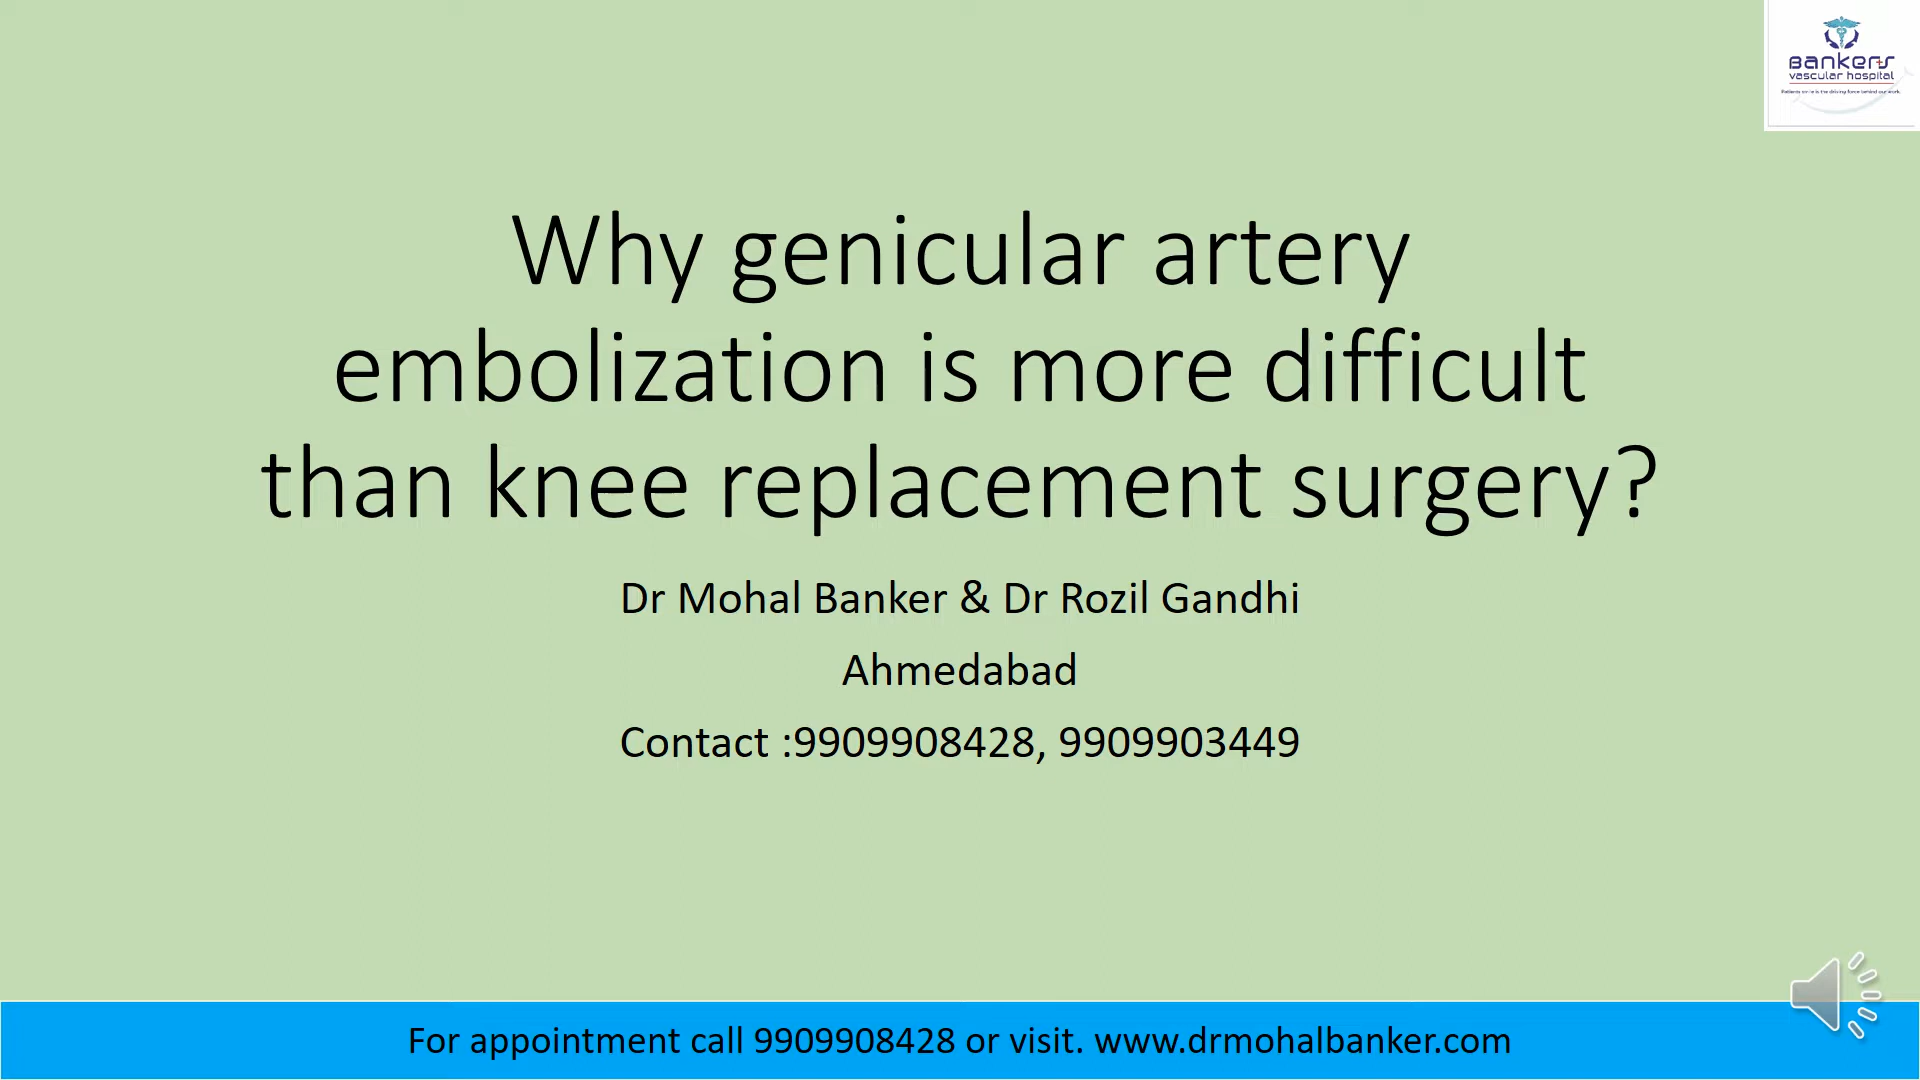 Bankers
vascular hospital
Why genicular artery
embolization is more difficult
than knee replacement surgery?
Dr Mohal Banker & Dr Rozil Gandhi
Ahmedabad
Contact :9909908428, 9909903449
For appointment call 9909908428 or visit. www.drmohalbanker.com